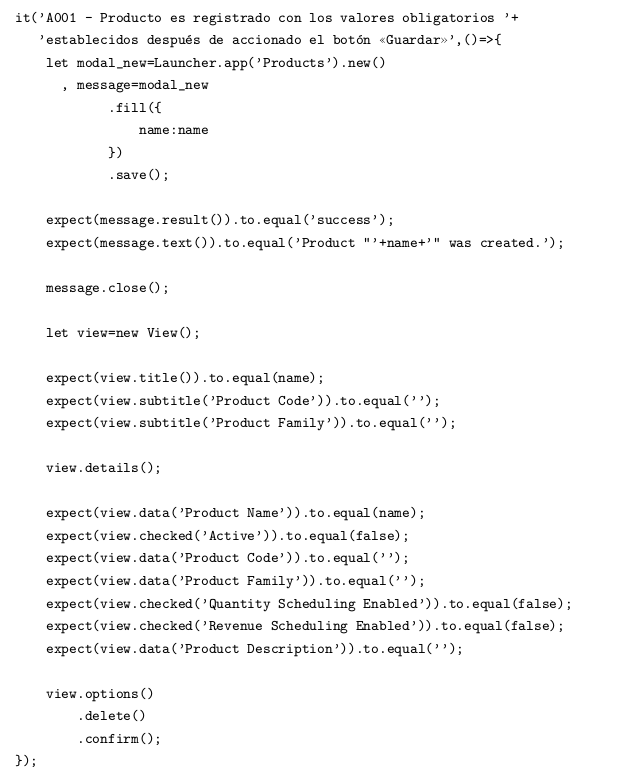 it('A001 - Producto es registrado con los valores obligatorios '+
   'establecidos después de accionado el botón «Guardar»',()=>{
    let modal_new=Launcher.app('Products').new()
      , message=modal_new
            .fill({
                name:name
            })
            .save();

    expect(message.result()).to.equal('success');
    expect(message.text()).to.equal('Product "'+name+'" was created.');

    message.close();

    let view=new View();

    expect(view.title()).to.equal(name);
    expect(view.subtitle('Product Code')).to.equal('');
    expect(view.subtitle('Product Family')).to.equal('');

    view.details();

    expect(view.data('Product Name')).to.equal(name);
    expect(view.checked('Active')).to.equal(false);
    expect(view.data('Product Code')).to.equal('');
    expect(view.data('Product Family')).to.equal('');
    expect(view.checked('Quantity Scheduling Enabled')).to.equal(false);
    expect(view.checked('Revenue Scheduling Enabled')).to.equal(false);
    expect(view.data('Product Description')).to.equal('');

    view.options()
        .delete()
        .confirm();
});